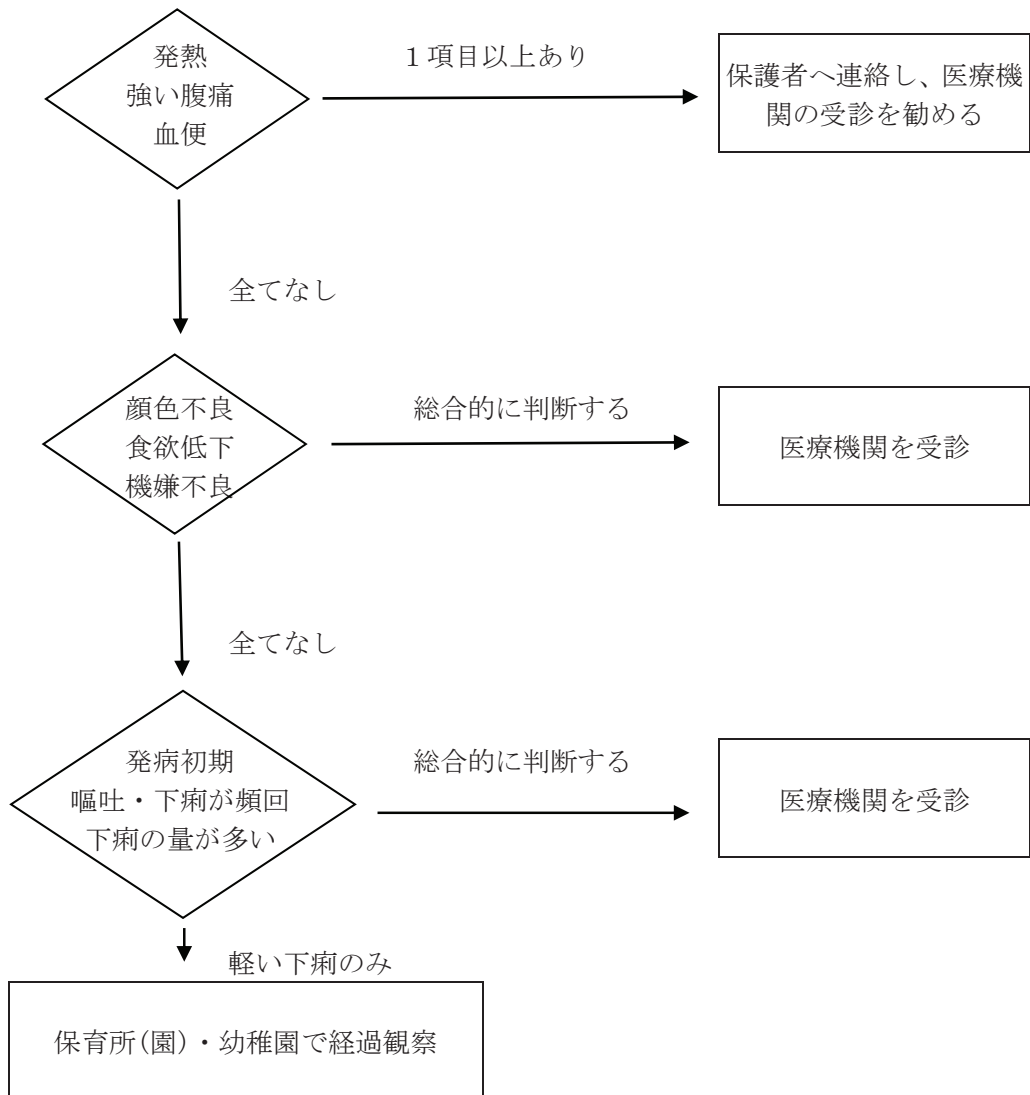 発熱
強い腹痛
血便
1項目以上あり
保護者へ連絡し、医療機
関の受診を勧める
全てなし
顔色不良
食欲低下
機嫌不良
総合的に判断する
医療機関を受診
全てなし
発病初期
嘔吐・下痢が頻回
下痢の量が多い
総合的に判断する
医療機関を受診
軽い下痢のみ
保育所(園)・幼稚園で経過観察